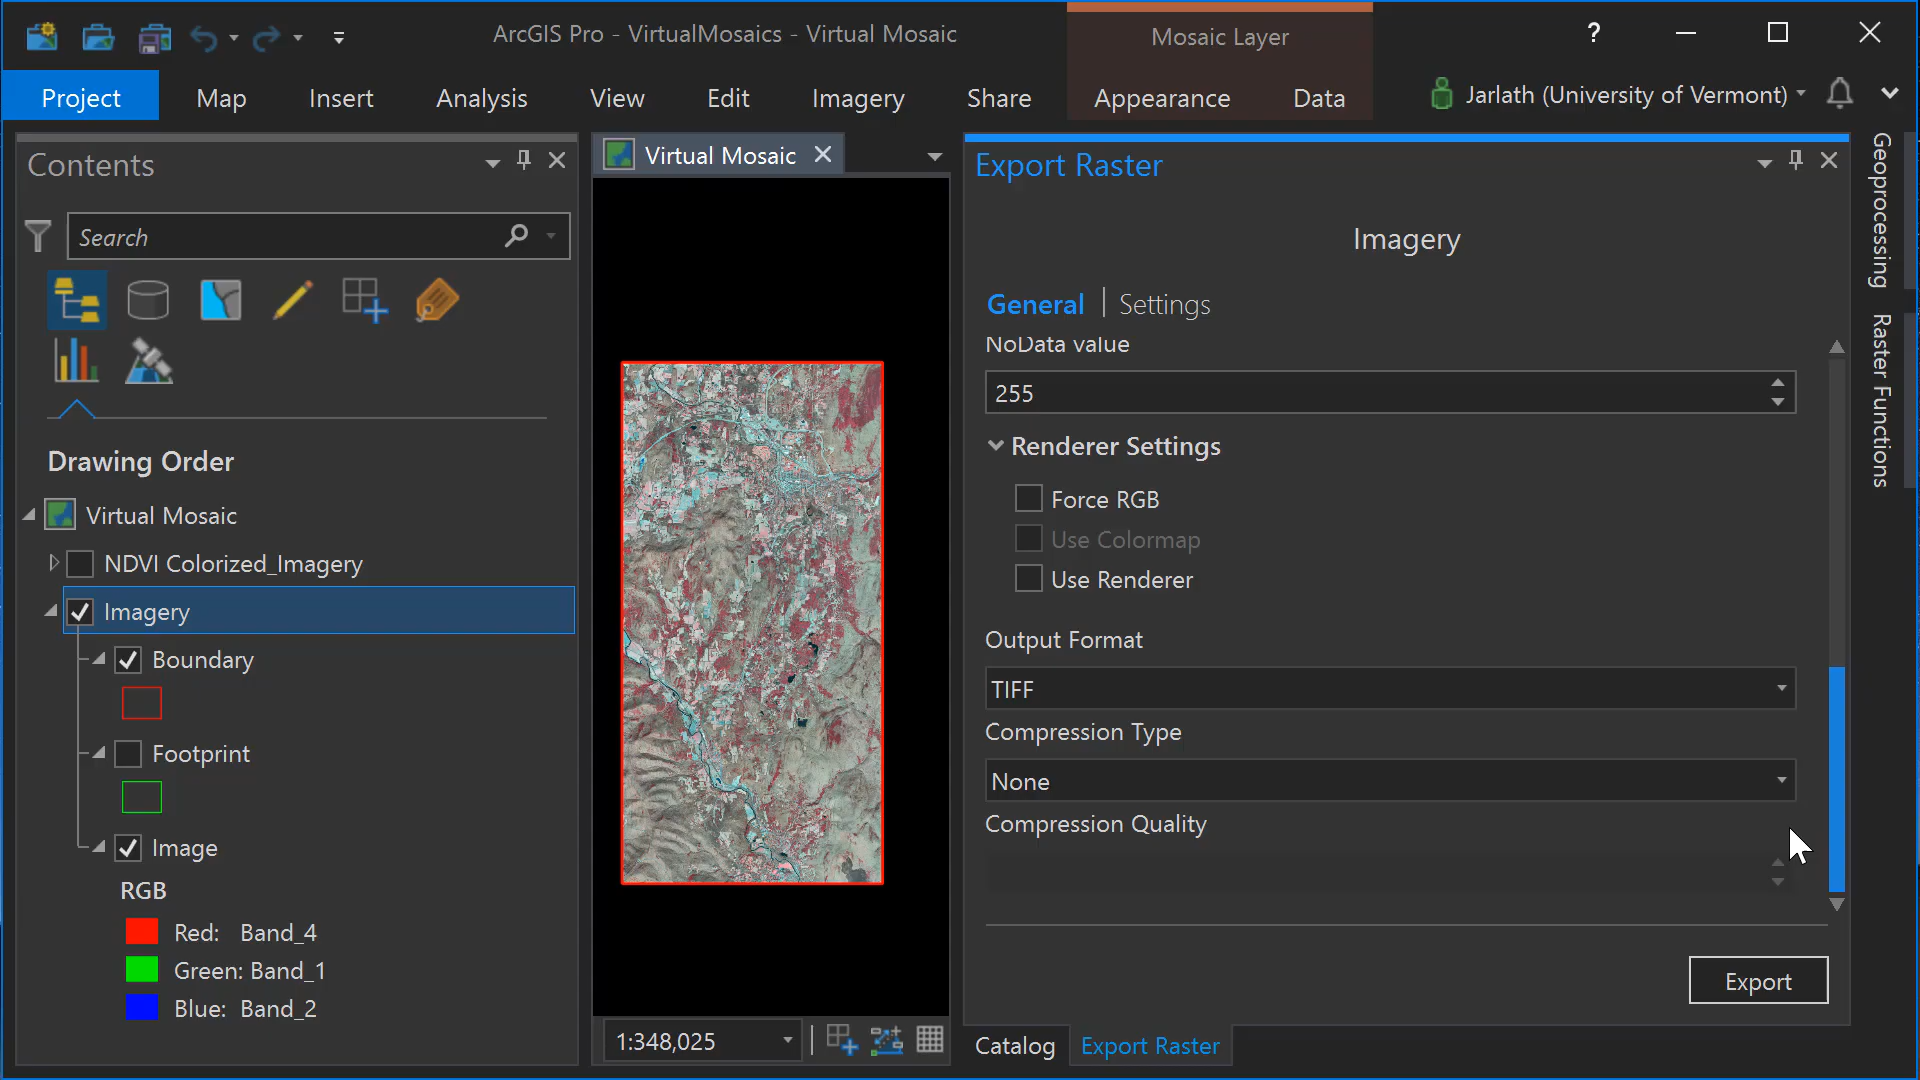 ArcGIS Pro - VirtualMosaics - Virtual Mosaic
Mosaic Layer
?
Project
Map
Insert
Analysis
View
Edit
Imagery
Share
Appearance
Data
Jarlath (University of Vermont)
Contents
Search
Drawing Order
Virtual Mosaic
NDVI Colorized_Imagery
Imagery
Boundary
Footprint
Image
RGB
Red: Band_4
Green: Band_1
Blue: Band_2
Virtual Mosaic
1:348,025
Export Raster
Imagery
General | Settings
NoData value
255
Renderer Settings
Force RGB
Use Colormap
Use Renderer
Output Format
TIFF
Compression Type
None
Compression Quality
Export
Catalog
Export Raster
Geoprocessing
Raster Functions